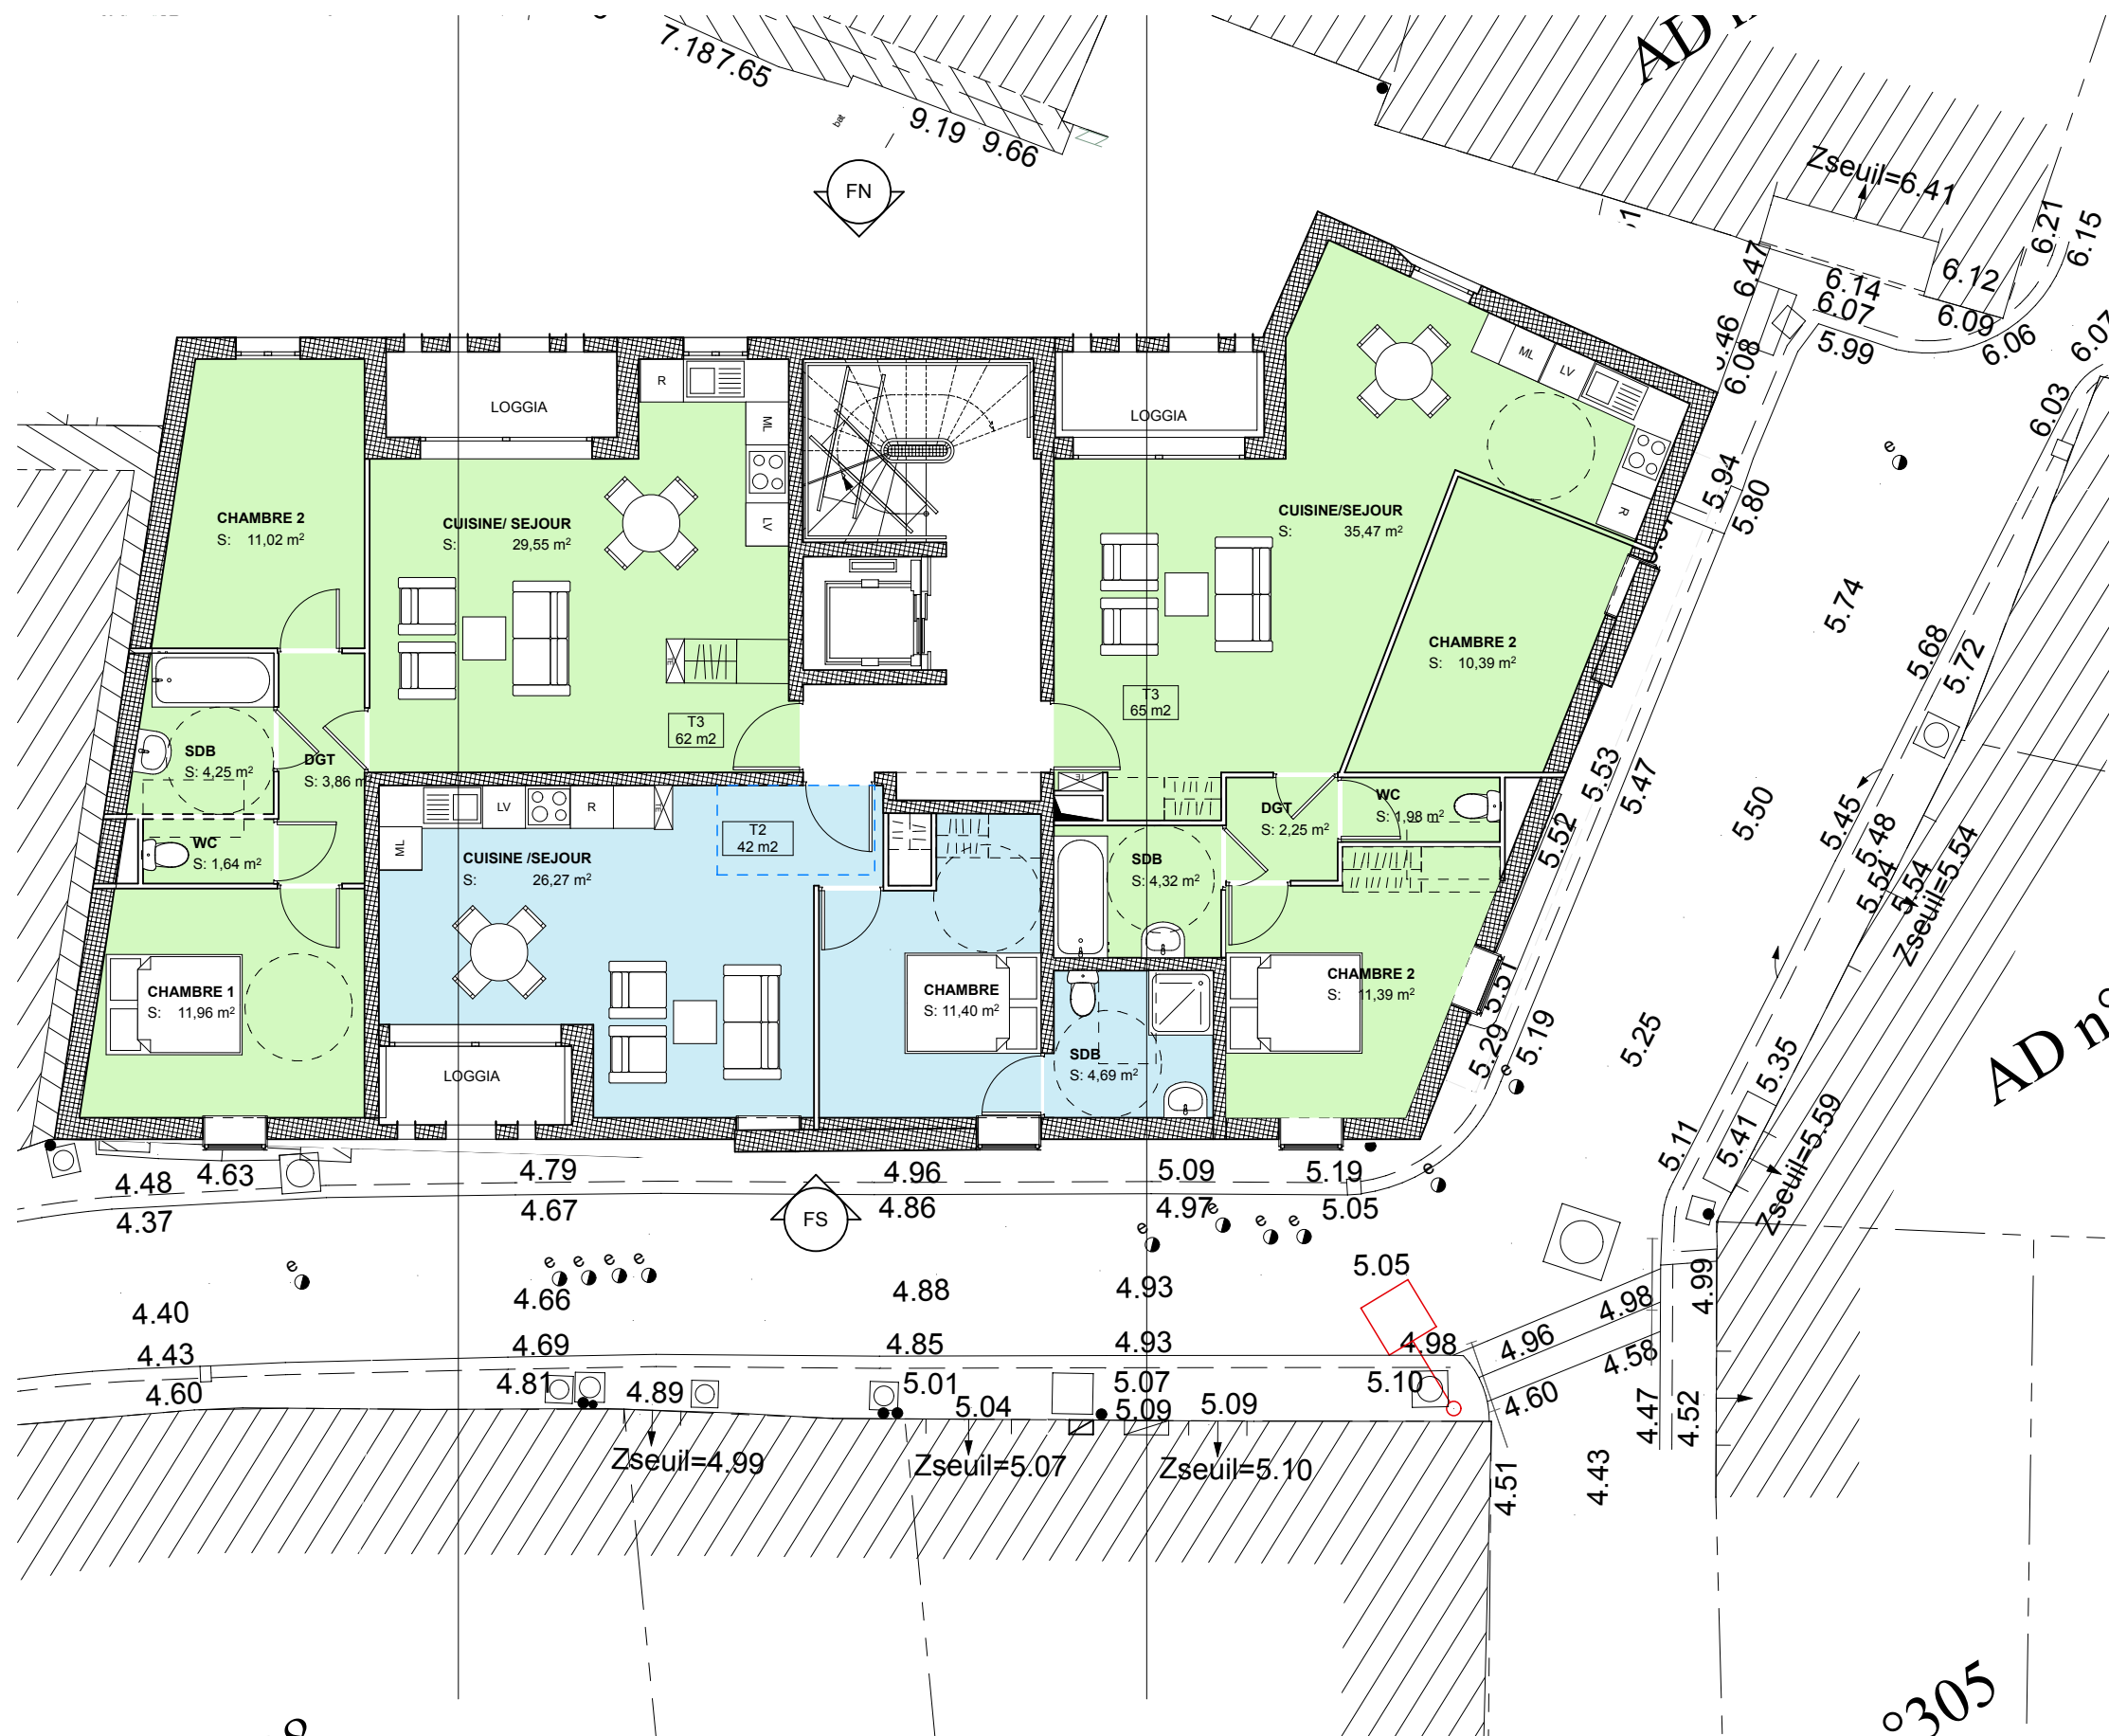 7.18
7.65
9.19
9.66
bat
FN
AD
Zseuil=6.41
6.47
6.14
6.07
6.12
6.21
6.15
6.09
6.06
6.07
5.99
6.08
6.03
LOGGIA
R
ML
LV
LOGGIA
ML
LV
R
CHAMBRE 2
S: 11,02 m²
CUISINE/ SEJOUR
S: 29,55 m²
CUISINE/SEJOUR
S: 35,47 m²
CHAMBRE 2
S: 10,39 m²
T3
62 m2
T3
65 m2
SDB
S: 4,25 m²
DGT
S: 3,86 m
WC
S: 1,64 m²
LV
R
ML
T2
42 m2
CUISINE /SEJOUR
S: 26,27 m²
DGT
S: 2,25 m²
WC
S: 1,98 m²
SDB
S: 4,32 m²
CHAMBRE 1
S: 11,96 m²
CHAMBRE
S: 11,40 m²
CHAMBRE 2
S: 11,39 m²
SDB
S: 4,69 m²
LOGGIA
5.94
5.80
5.74
5.68
5.72
5.53
5.47
5.52
5.50
5.45
5.48
5.54
5.54
Zseuil=5.54
5.51
5.29
5.19
5.25
5.35
5.41
5.11
Zseuil=5.59
AD n°
e
e
e
4.48
4.63
4.79
4.96
5.09
5.19
4.37
4.67
FS
4.86
4.97
5.05
e
e
e
e
e
e
e
e
e
4.40
4.66
4.88
4.93
5.05
4.99
4.98
4.43
4.69
4.85
4.93
4.98
4.96
4.58
4.60
4.81
4.89
5.01
5.04
5.07
5.09
5.09
5.10
4.60
4.47
4.52
Zseuil=4.99
Zseuil=5.07
Zseuil=5.10
4.51
4.43
°305